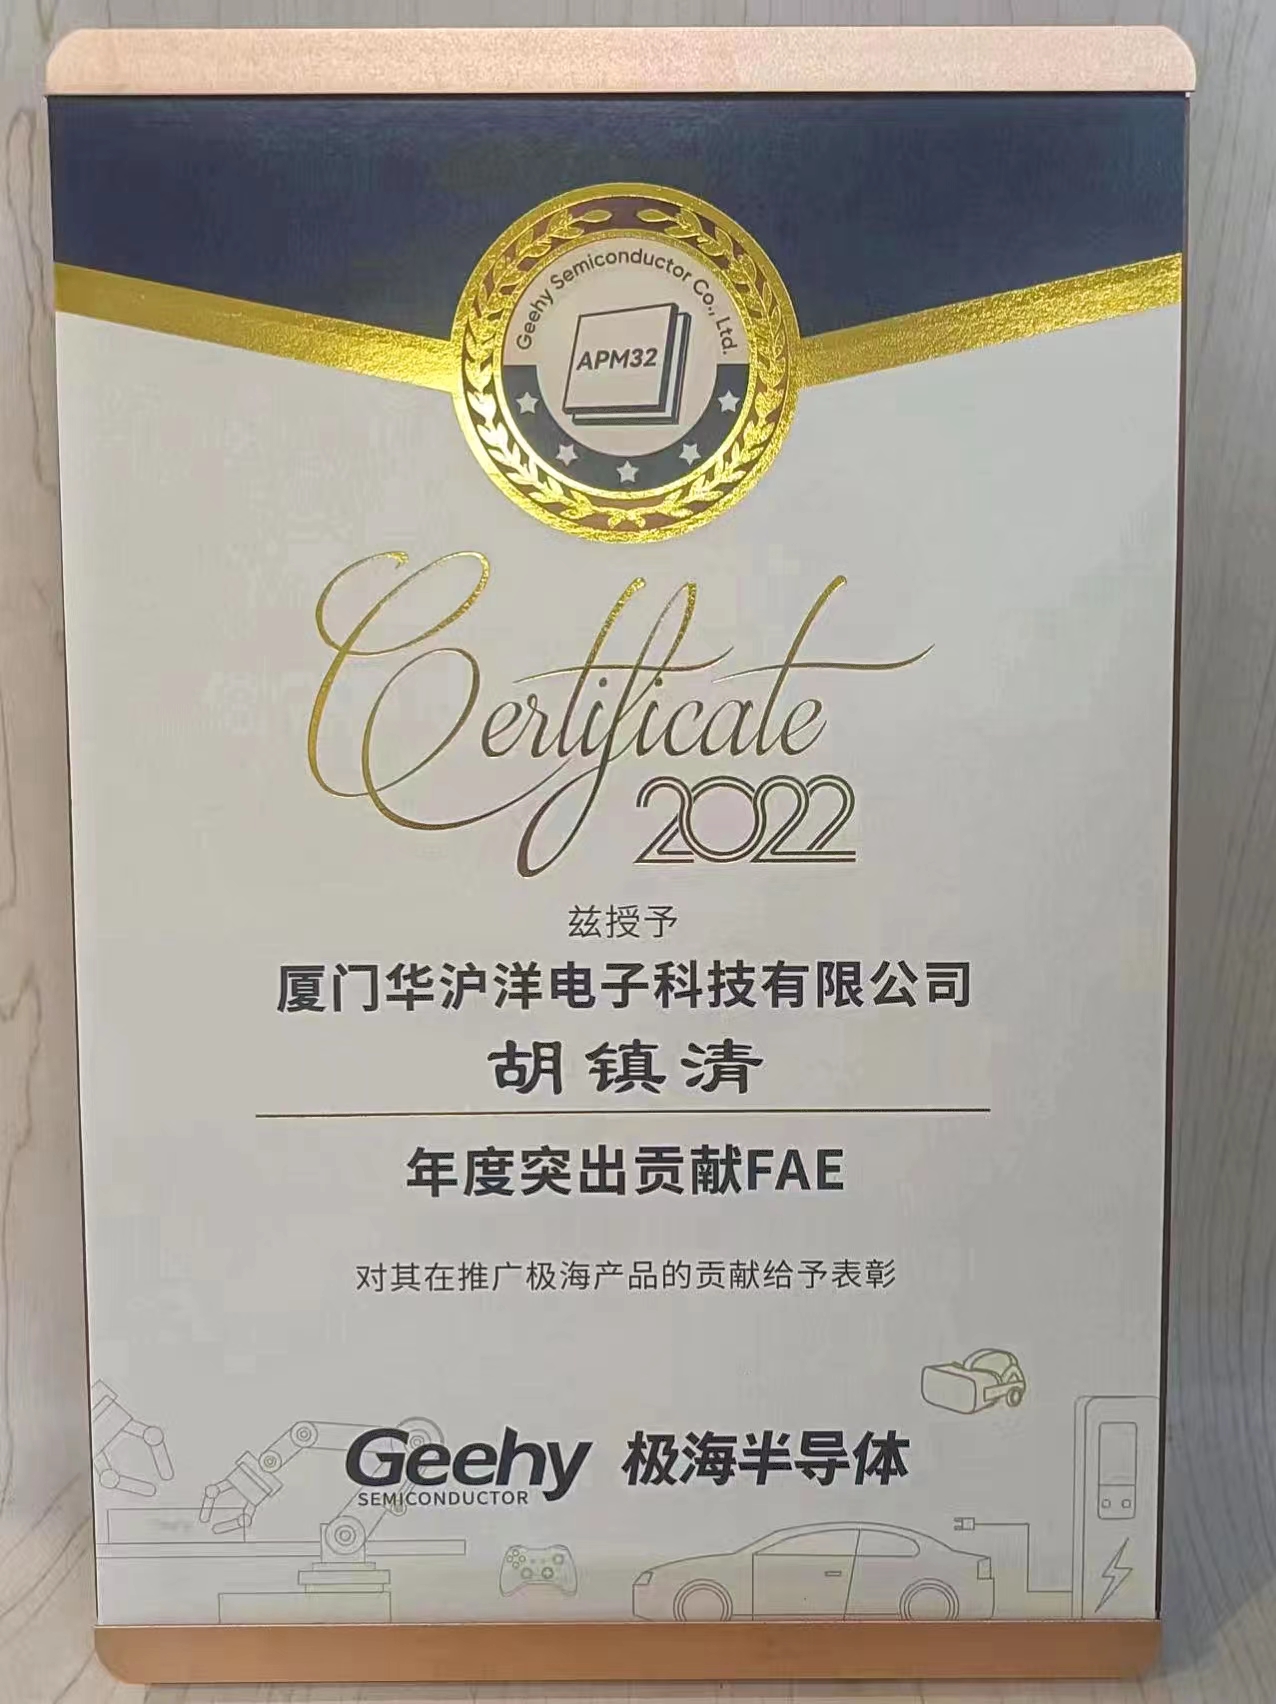 Geehy Semiconductor Co., Ltd.
APM32
Certificate
2022
兹授予
厦门华沪洋电子科技有限公司
胡镇清
年度突出贡献FAE
对其在推广极海产品的贡献给予表彰
Geehy 极海半导体
SEMICONDUCTOR